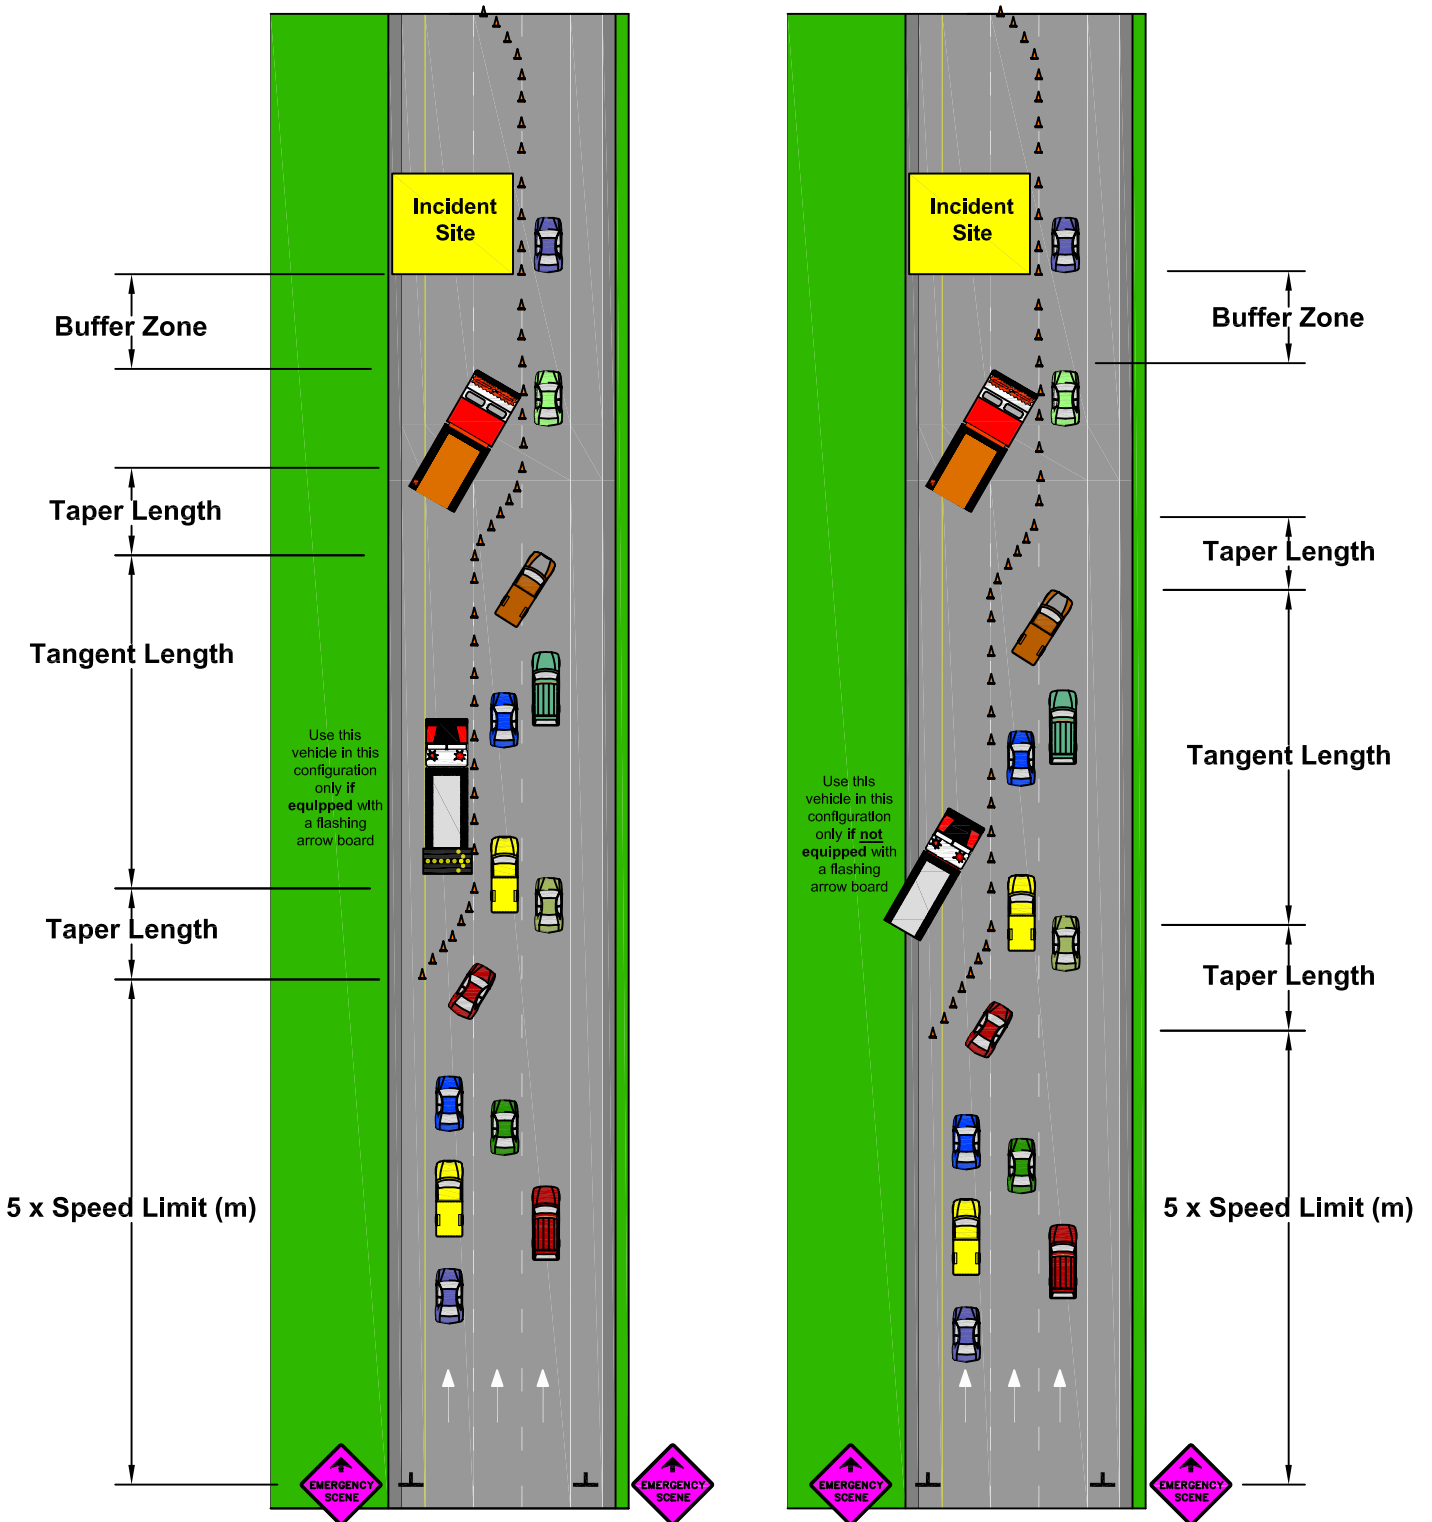 Incident
Site
Buffer Zone
Taper Length
Tangent Length
Use this
vehicle in this
configuration
only if
equipped with
a flashing
arrow board
Taper Length
5 x Speed Limit (m)
EMERGENCY
SCENE
EMERGENCY
SCENE
Incident
Site
Buffer Zone
Taper Length
Tangent Length
Use this
vehicle in this
configuration
only if not
equipped with
a flashing
arrow board
Taper Length
5 x Speed Limit (m)
EMERGENCY
SCENE
EMERGENCY
SCENE